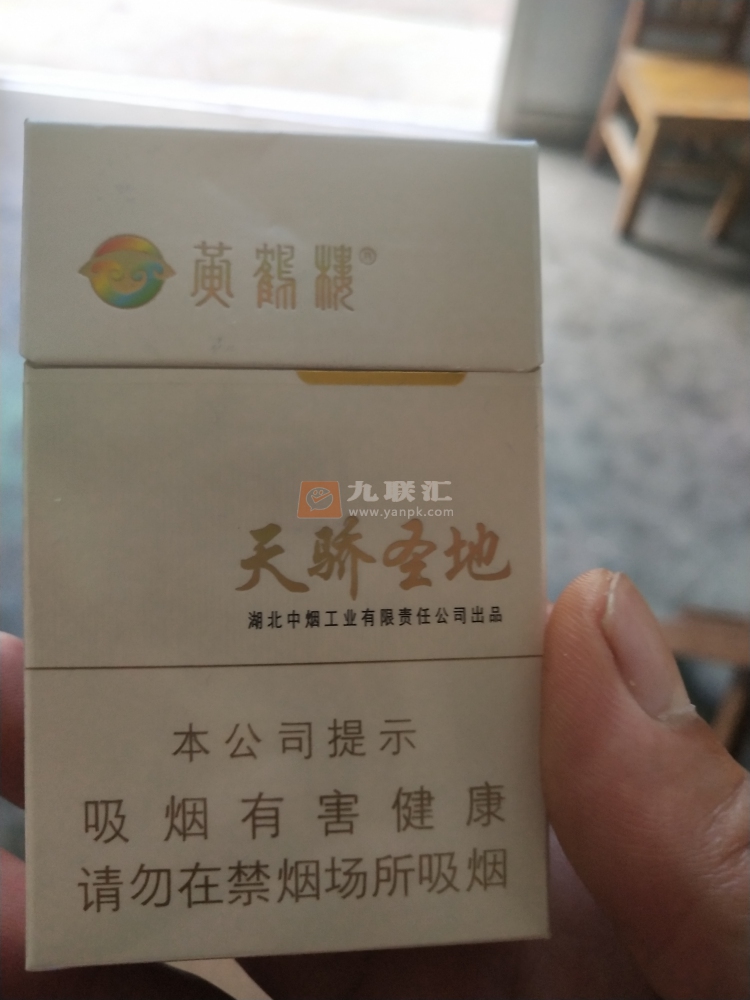 黄鹤楼®
九联汇
www.yanpk.com
天骄圣地
湖北中烟工业有限责任公司出品
本公司提示
吸烟有害健康
请勿在禁烟场所吸烟